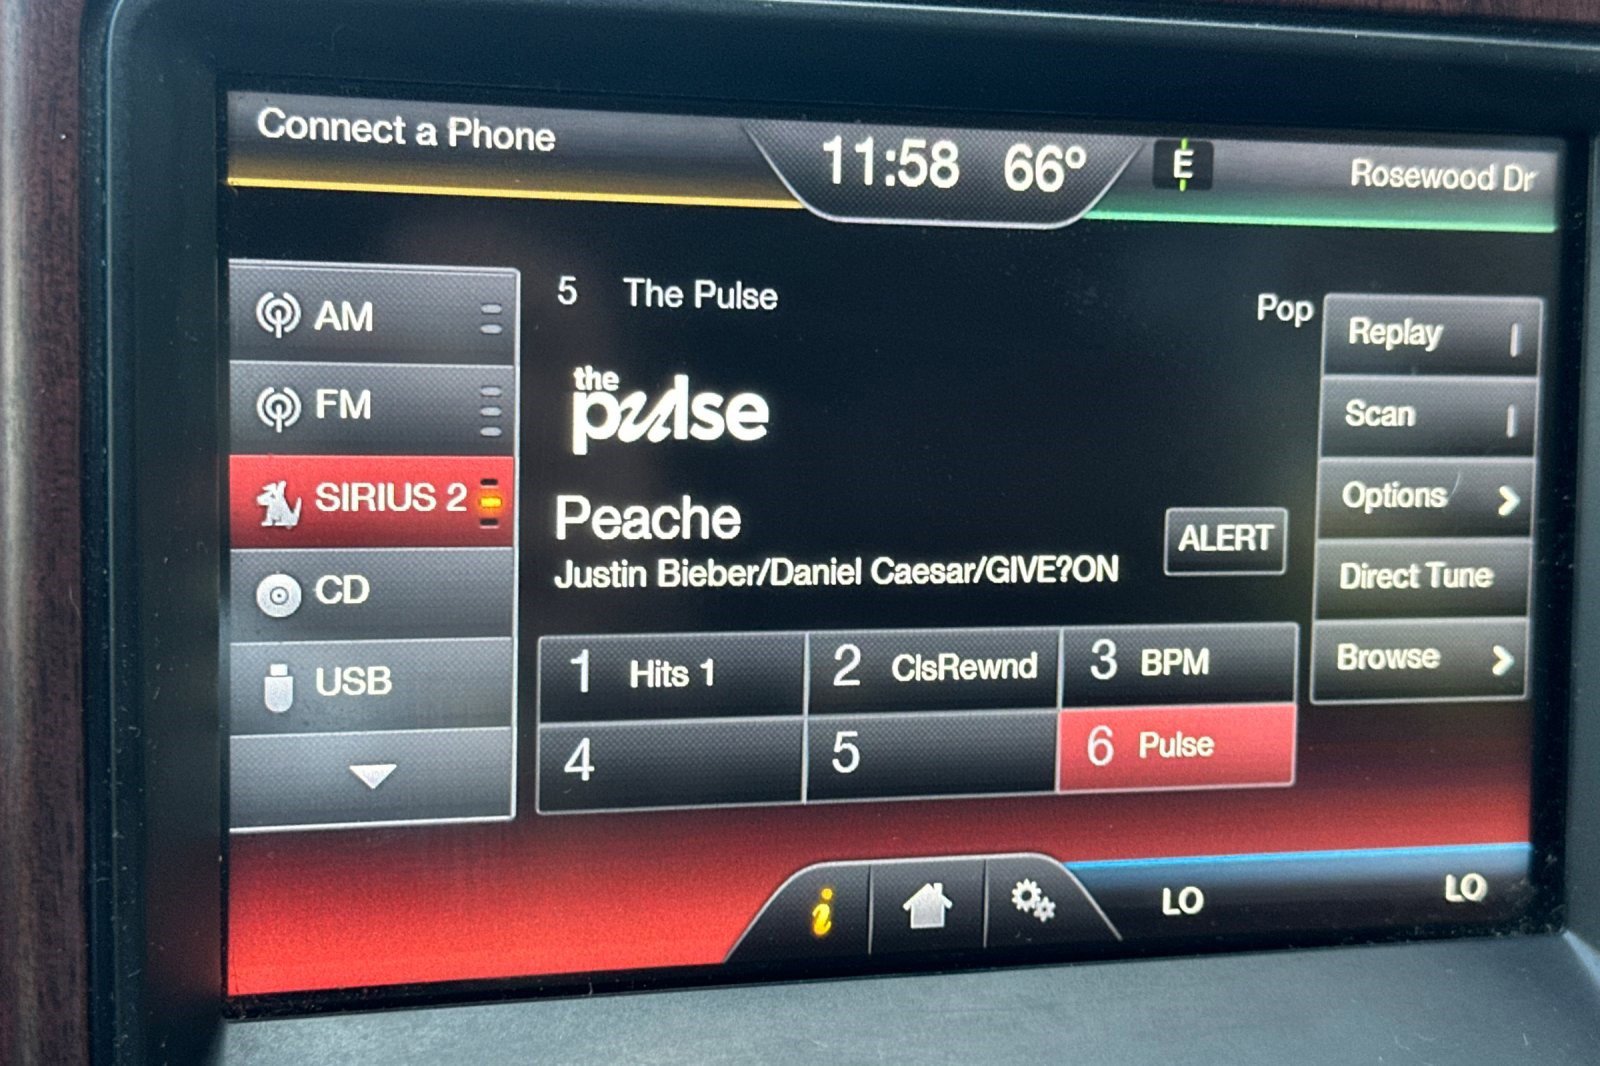 Connect a Phone
11:58 66º
E
Rosewood Dr
AM
FM
SIRIUS 2
CD
USB
5 The Pulse
Pop
the
pulse
Peache
Justin Bieber/Daniel Caesar/GIVE?ON
ALERT
Replay
Scan
Options
Direct Tune
Browse
1 Hits 1
2 ClsRewnd
3 BPM
4
5
6 Pulse
i
LO
LO